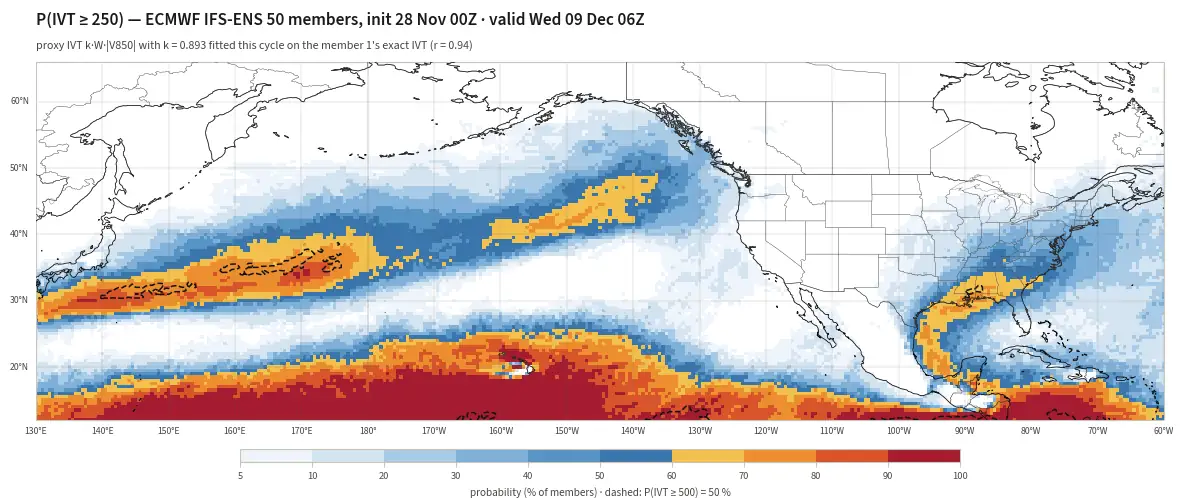 P(IVT ≥ 250) — ECMWF IFS-ENS 50 members, init 28 Nov 00Z · valid Wed 09 Dec 06Z
proxy IVT k·W·|V850| with k = 0.893 fitted this cycle on the member 1's exact IVT (r = 0.94)
60°N
50°N
40°N
30°N
20°N
130°E 140°E 150°E 160°E 170°E 180° 170°W 160°W 150°W 140°W 130°W 120°W 110°W 100°W 90°W 80°W 70°W 60°W
5 10 20 30 40 50 60 70 80 90 100
probability (% of members) · dashed: P(IVT ≥ 500) = 50 %